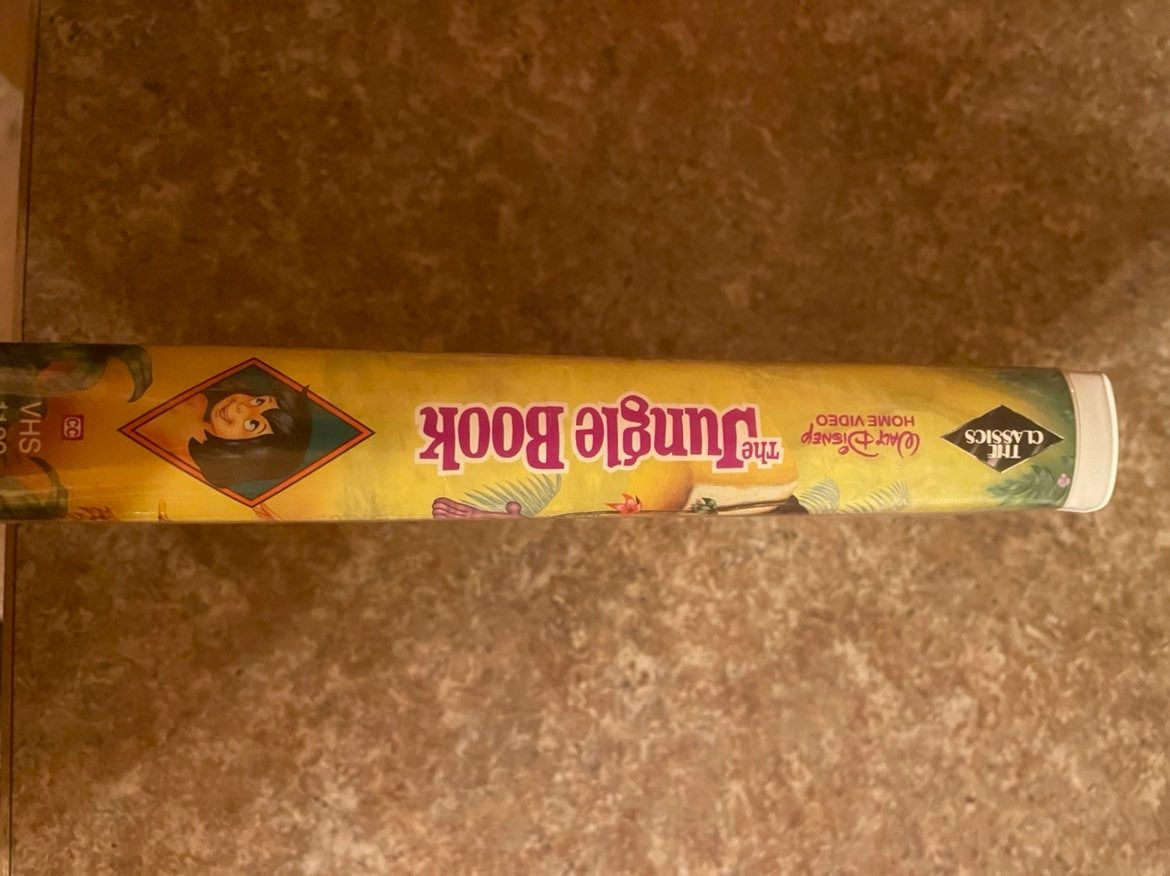 THE
CLASSICS
Walt Disney
HOME VIDEO
The
Jungle Book
CC
VHS